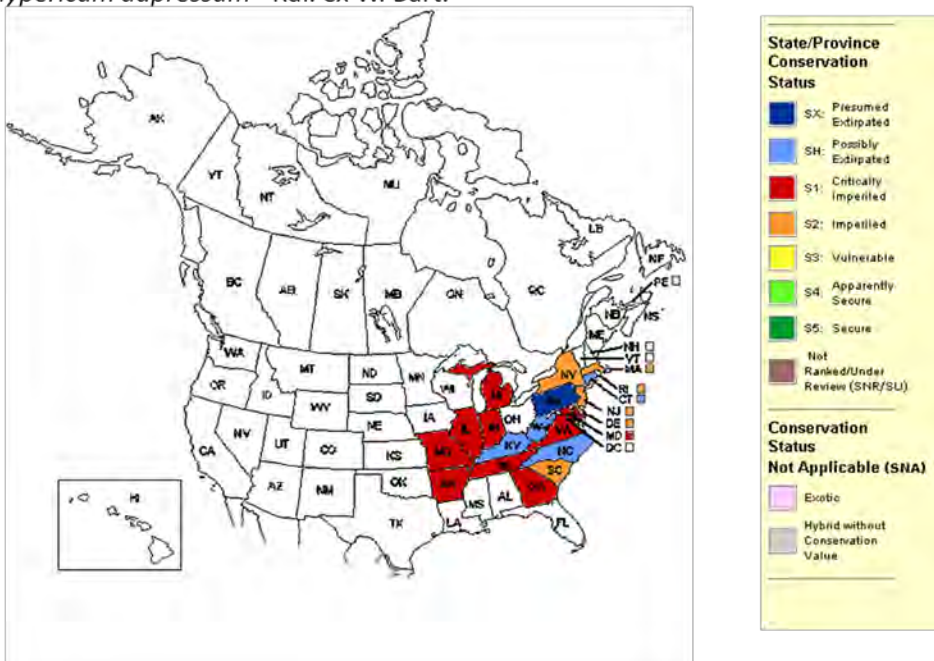 Hypericum adpressum - Raf. ex W. Bart.
AK
YT
NT
NU
BC
AB
SK
MB
ON
QC
LB
NF
PE
NB
NS
ME
NH
VT
MA
RI
CT
NJ
DE
MD
DC
WA
OR
ID
MT
ND
SD
MN
WI
WY
NE
IA
CA
NV
UT
CO
KS
AZ
NM
OK
TX
LA
MS
AL
FL
OH
KY
VA
NC
SC
NY
MI
IL
IN
MO
HI
State/Province
Conservation
Status
SX: Presumed
Extirpated
SH: Possibly
Extirpated
S1: Critically
Imperiled
S2: Imperiled
S3: Vulnerable
S4: Apparently
Secure
S5: Secure
Not
Ranked/Under
Review (SNR/SU)
Conservation
Status
Not Applicable (SNA)
Exotic
Hybrid without
Conservation
Value